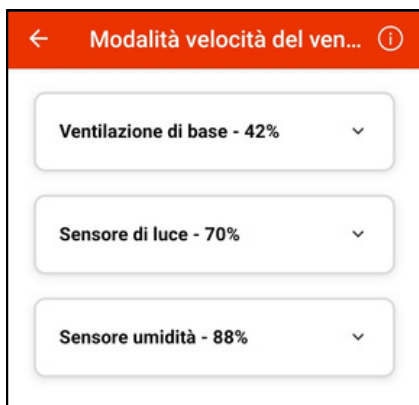 Modalità velocità del ven...
Ventilazione di base - 42%
Sensore di luce - 70%
Sensore umidità - 88%